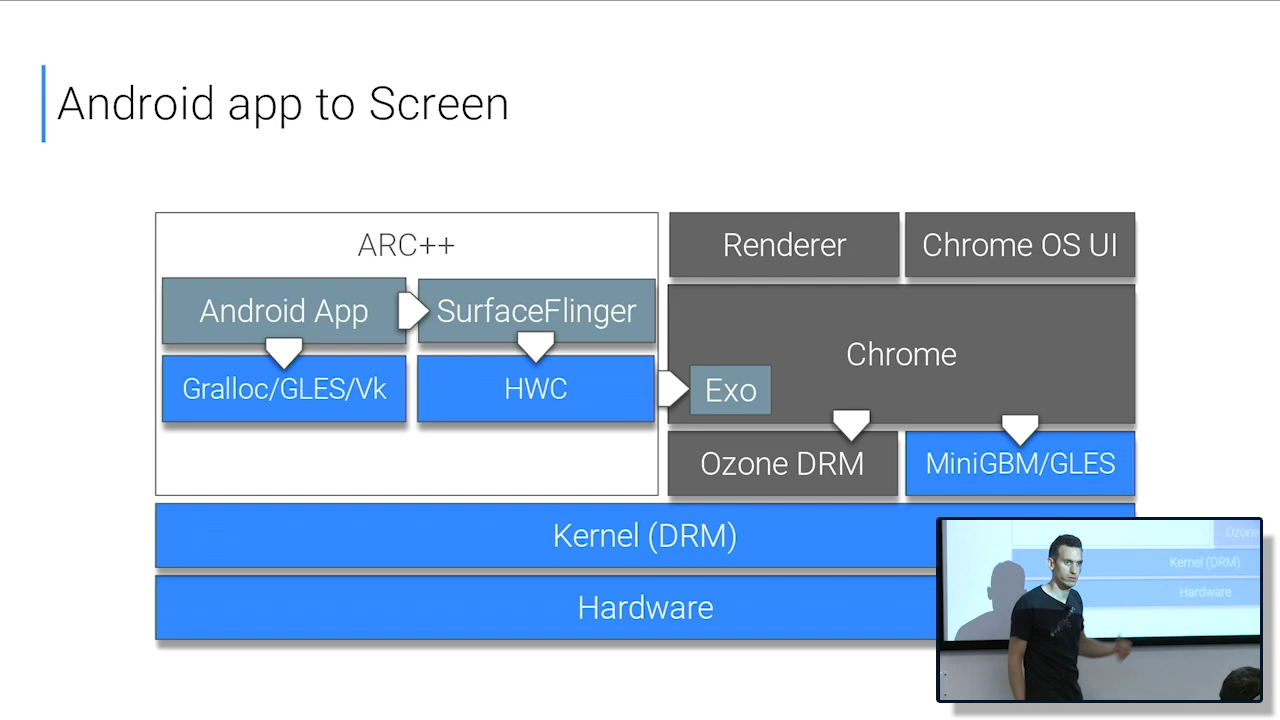 Android app to Screen
ARC++
Renderer
Chrome OS UI
Android App
SurfaceFlinger
Chrome
Gralloc/GLES/Vk
HWC
Exo
Ozone DRM
MiniGBM/GLES
Kernel (DRM)
Hardware
Ozone
Kernel (DRM)
Hardware